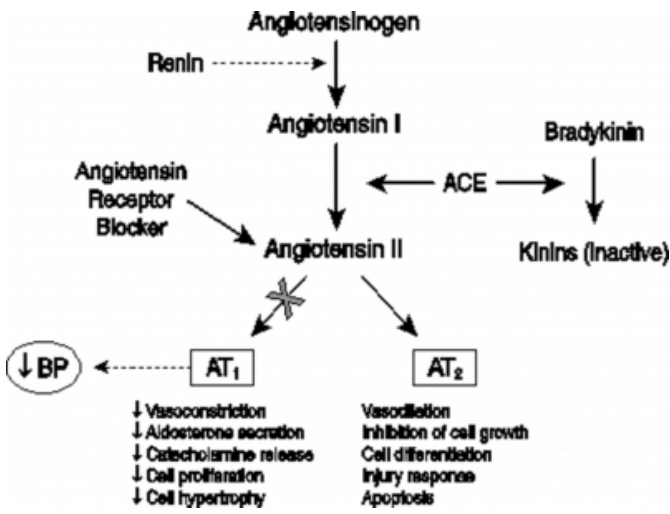 Angiotensinogen
Renin
Angiotensin I
Bradykinin
Angiotensin
Receptor
Blocker
ACE
Angiotensin II
Kinins (inactive)
↓ BP
AT₁
AT₂
↓ Vasoconstriction
↓ Aldosterone secretion
↓ Catecholamine release
↓ Cell proliferation
↓ Cell hypertrophy
Vasodilation
Inhibition of cell growth
Cell differentiation
Injury response
Apoptosis